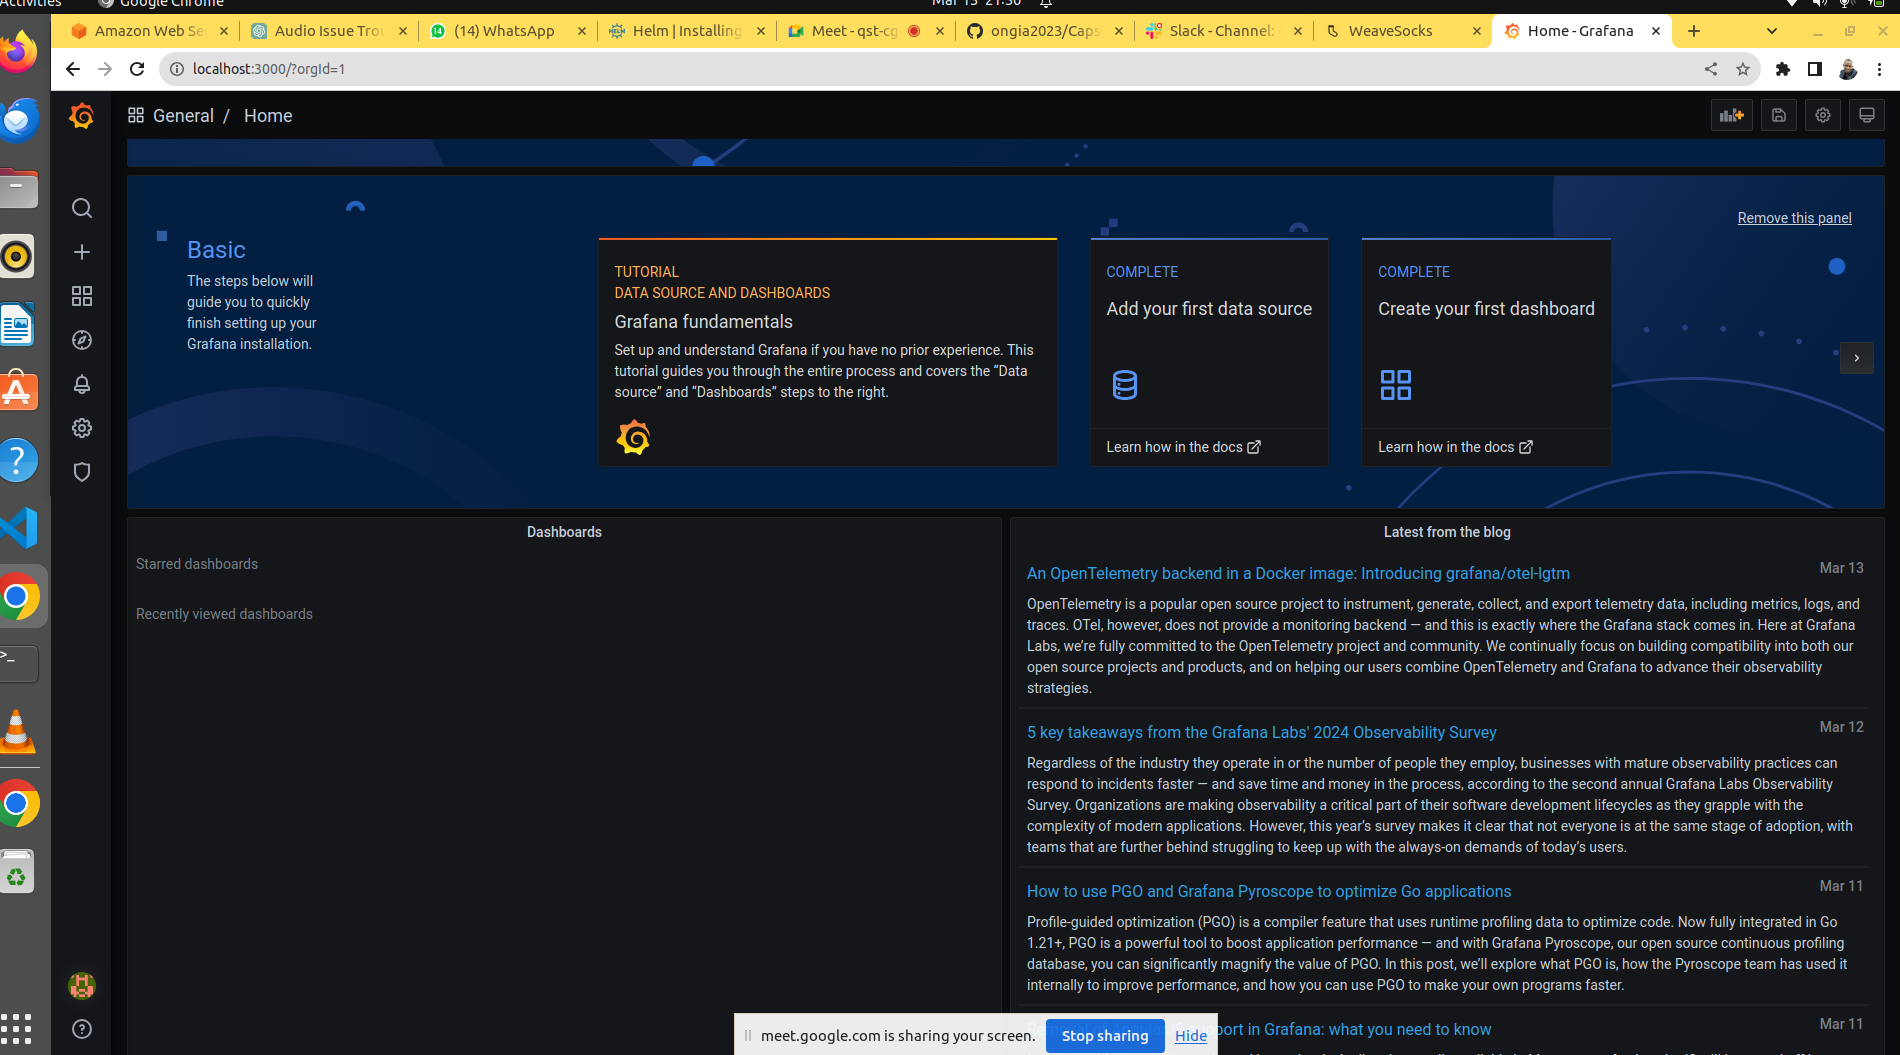 Activities
Google Chrome
Mar 13 21:30
Amazon Web Se
Audio Issue Trou
(14) WhatsApp
Helm | Installing
Meet - qst-cg
ongia2023/Caps
Slack - Channel:
WeaveSocks
Home - Grafana
localhost:3000/?orgId=1
General / Home
Remove this panel
Basic
The steps below will
guide you to quickly
finish setting up your
Grafana installation.
TUTORIAL
DATA SOURCE AND DASHBOARDS
Grafana fundamentals
Set up and understand Grafana if you have no prior experience. This
tutorial guides you through the entire process and covers the “Data
source” and “Dashboards” steps to the right.
COMPLETE
Add your first data source
Learn how in the docs
COMPLETE
Create your first dashboard
Learn how in the docs
Dashboards
Starred dashboards
Recently viewed dashboards
Latest from the blog
An OpenTelemetry backend in a Docker image: Introducing grafana/otel-lgtm
Mar 13
OpenTelemetry is a popular open source project to instrument, generate, collect, and export telemetry data, including metrics, logs, and
traces. OTel, however, does not provide a monitoring backend — and this is exactly where the Grafana stack comes in. Here at Grafana
Labs, we’re fully committed to the OpenTelemetry project and community. We continually focus on building compatibility into both our
open source projects and products, and on helping our users combine OpenTelemetry and Grafana to advance their observability
strategies.
5 key takeaways from the Grafana Labs' 2024 Observability Survey
Mar 12
Regardless of the industry they operate in or the number of people they employ, businesses with mature observability practices can
respond to incidents faster — and save time and money in the process, according to the second annual Grafana Labs Observability
Survey. Organizations are making observability a critical part of their software development lifecycles as they grapple with the
complexity of modern applications. However, this year’s survey makes it clear that not everyone is at the same stage of adoption, with
teams that are further behind struggling to keep up with the always-on demands of today’s users.
How to use PGO and Grafana Pyroscope to optimize Go applications
Mar 11
Profile-guided optimization (PGO) is a compiler feature that uses runtime profiling data to optimize code. Now fully integrated in Go
1.21+, PGO is a powerful tool to boost application performance — and with Grafana Pyroscope, our open source continuous profiling
database, you can significantly magnify the value of PGO. In this post, we’ll explore what PGO is, how the Pyroscope team has used it
internally to improve performance, and how you can use PGO to make your own programs faster.
port in Grafana: what you need to know
Mar 11
meet.google.com is sharing your screen.
Stop sharing
Hide